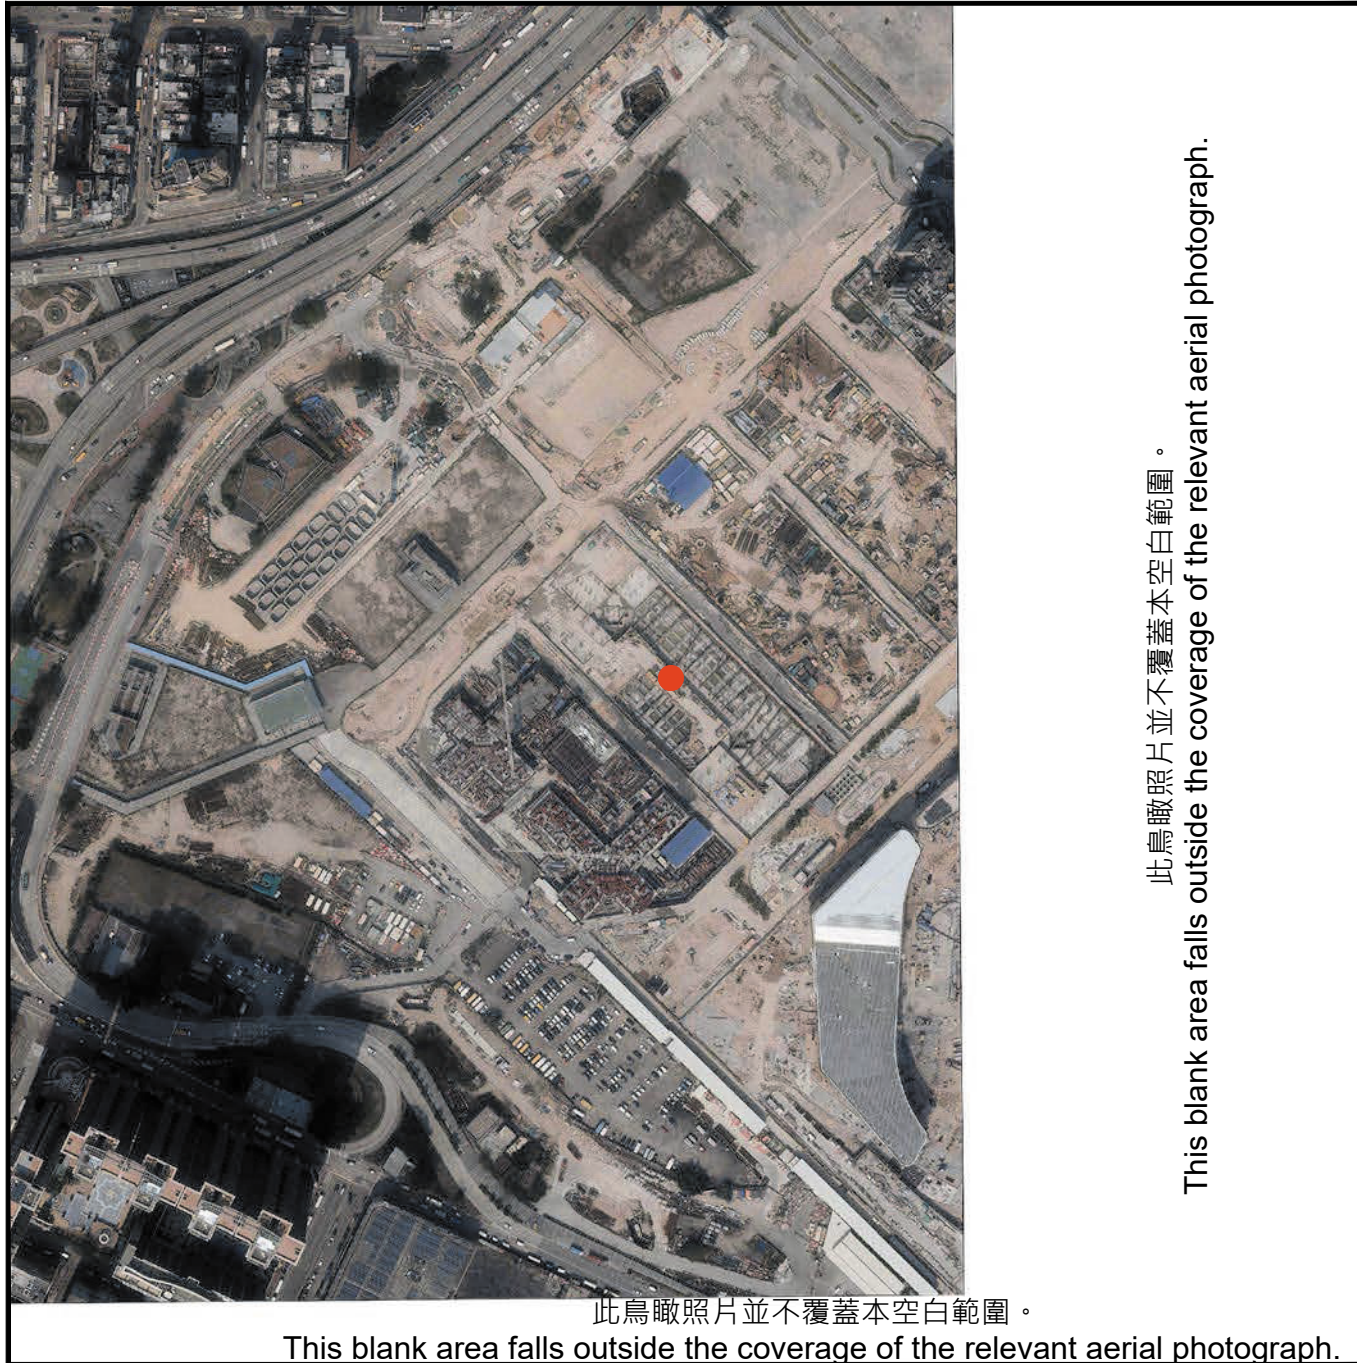 此鳥瞰照片並不覆蓋本空白範圍。
This blank area falls outside the coverage of the relevant aerial photograph.
此鳥瞰照片並不覆蓋本空白範圍。
This blank area falls outside the coverage of the relevant aerial photograph.